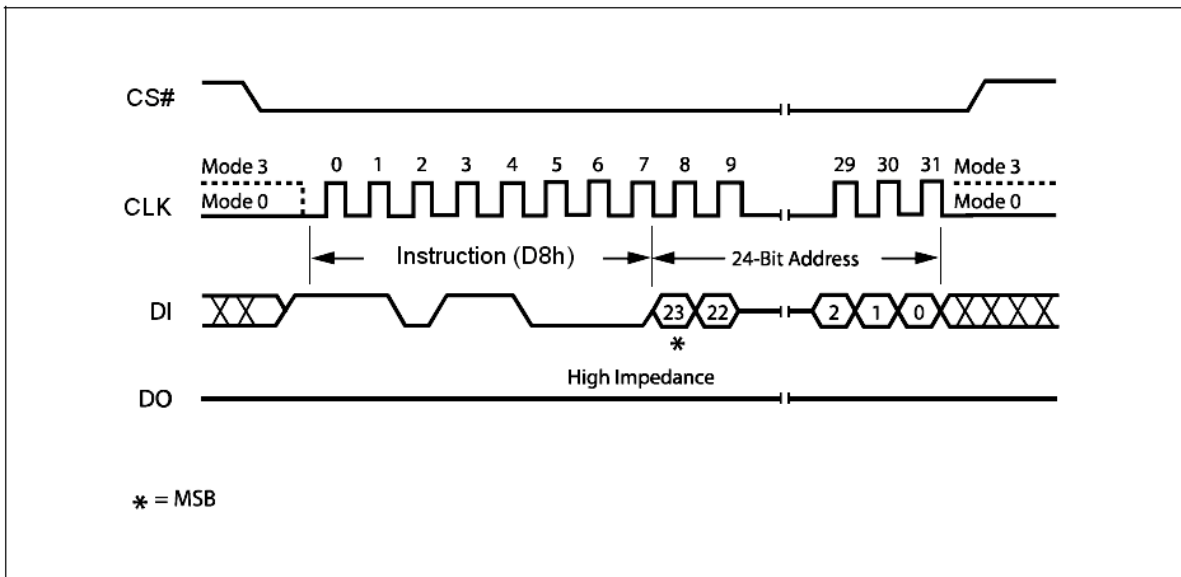 CS#
Mode 3 0 1 2 3 4 5 6 7 8 9 29 30 31 Mode 3
CLK Mode 0 Mode 0
Instruction (D8h) 24-Bit Address
DI 23 22 2 1 0
*
High Impedance
DO
* = MSB